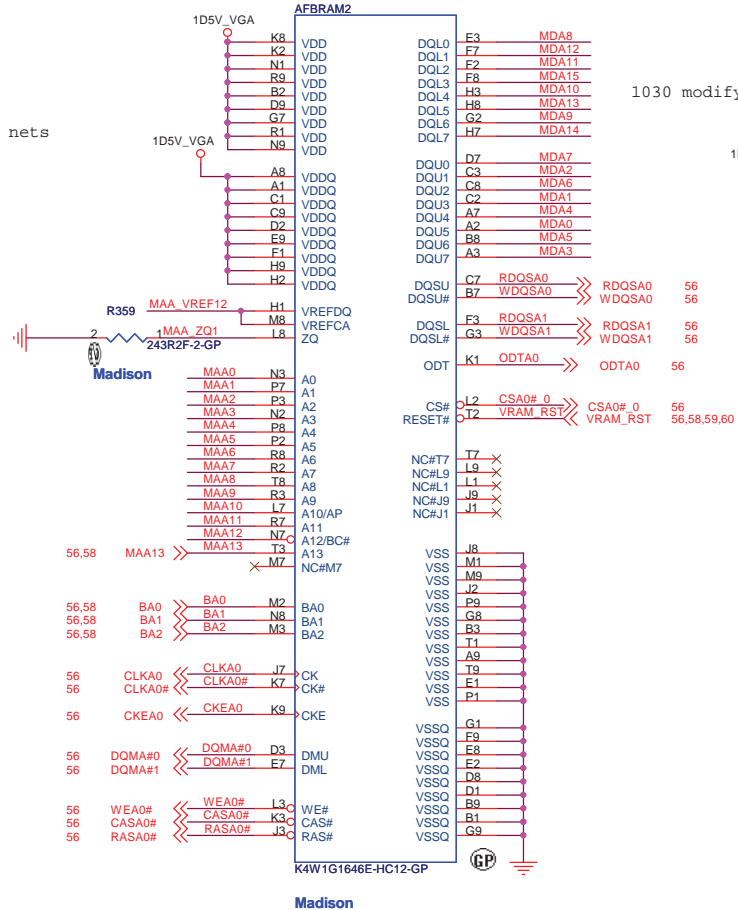 AFBRAM2
1D5V_VGA
K8 VDD
K2 VDD
N1 VDD
R9 VDD
B2 VDD
D9 VDD
G7 VDD
R1 VDD
N9 VDD
nets
1D5V_VGA
A8 VDDQ
A1 VDDQ
C1 VDDQ
C9 VDDQ
D2 VDDQ
E9 VDDQ
F1 VDDQ
H9 VDDQ
H2 VDDQ
R359 MAA_VREF12 H1 VREFDQ
M8 VREFCA
2 1 MAA_ZQ1 L8 ZQ
243R2F-2-GP
Madison
MAA0 N3 A0
MAA1 P7 A1
MAA2 P3 A2
MAA3 N2 A3
MAA4 P8 A4
MAA5 P2 A5
MAA6 R8 A6
MAA7 R2 A7
MAA8 T8 A8
MAA9 R3 A9
MAA10 L7 A10/AP
MAA11 R7 A11
MAA12 N7 A12/BC#
56,58 MAA13 MAA13 T3 A13
M7 NC#M7
56,58 BA0 BA0 M2 BA0
56,58 BA1 BA1 N8 BA1
56,58 BA2 BA2 M3 BA2
56 CLKA0 CLKA0 J7 CK
56 CLKA0# CLKA0# K7 CK#
56 CKEA0 CKEA0 K9 CKE
56 DQMA#0 DQMA#0 D3 DMU
56 DQMA#1 DQMA#1 E7 DML
56 WEA0# WEA0# L3 WE#
56 CASA0# CASA0# K3 CAS#
56 RASA0# RASA0# J3 RAS#
DQL0 E3 MDA8
DQL1 F7 MDA12
DQL2 F2 MDA11
DQL3 F8 MDA15
DQL4 H3 MDA10
DQL5 H8 MDA13
DQL6 G2 MDA9
DQL7 H7 MDA14
1030 modify
DQU0 D7 MDA7
DQU1 C3 MDA2
DQU2 C8 MDA6
DQU3 C2 MDA1
DQU4 A7 MDA4
DQU5 A2 MDA0
DQU6 B8 MDA5
DQU7 A3 MDA3
DQSU C7 RDQSA0 RDQSA0 56
DQSU# B7 WDQSA0 WDQSA0 56
DQSL F3 RDQSA1 RDQSA1 56
DQSL# G3 WDQSA1 WDQSA1 56
ODT K1 ODTA0 ODTA0 56
CS# L2 CSA0#_0 CSA0#_0 56
RESET# T2 VRAM_RST VRAM_RST 56,58,59,60
NC#T7 T7
NC#L9 L9
NC#L1 L1
NC#J9 J9
NC#J1 J1
VSS J8
VSS M1
VSS M9
VSS J2
VSS P9
VSS G8
VSS B3
VSS T1
VSS A9
VSS T9
VSS E1
VSS P1
VSSQ G1
VSSQ F9
VSSQ E8
VSSQ E2
VSSQ D8
VSSQ D1
VSSQ B9
VSSQ B1
VSSQ G9
K4W1G1646E-HC12-GP
GP
Madison